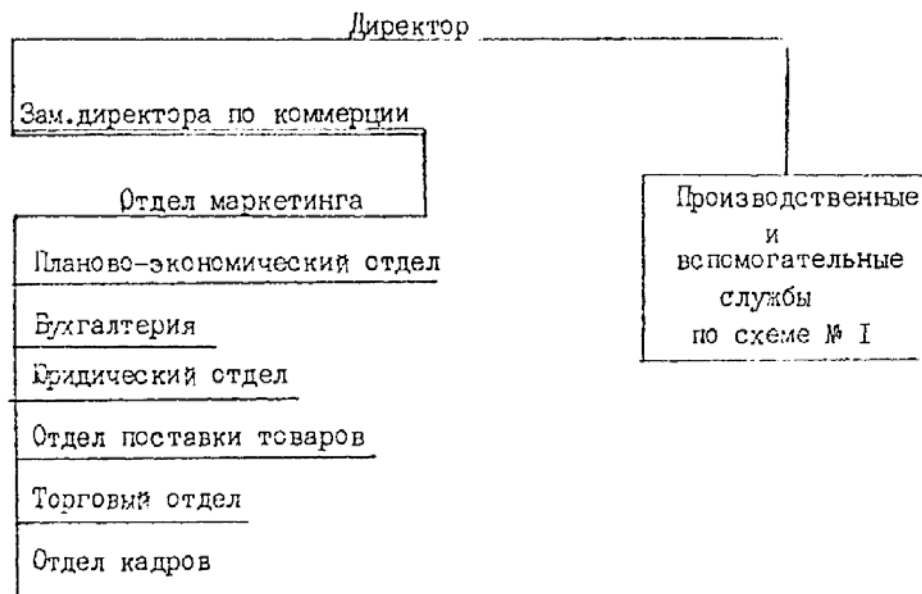 Директор
Зам.директора по коммерции
Отдел маркетинга
Планово-экономический отдел
Бухгалтерия
Юридический отдел
Отдел поставки товаров
Торговый отдел
Отдел кадров
Производственные
и
вспомогательные
службы
по схеме № I